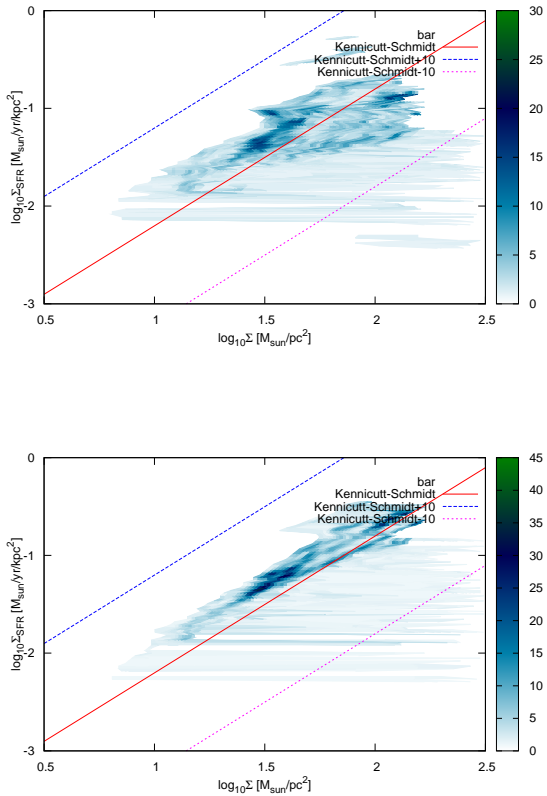 0
-1
-2
-3
0.5 1 1.5 2 2.5
log10ΣSFR [Msun/yr/kpc2]
log10Σ [Msun/pc2]
bar
Kennicutt-Schmidt
Kennicutt-Schmidt+10
Kennicutt-Schmidt-10
30
25
20
15
10
5
0
0
-1
-2
-3
0.5 1 1.5 2 2.5
log10ΣSFR [Msun/yr/kpc2]
log10Σ [Msun/pc2]
bar
Kennicutt-Schmidt
Kennicutt-Schmidt+10
Kennicutt-Schmidt-10
45
40
35
30
25
20
15
10
5
0